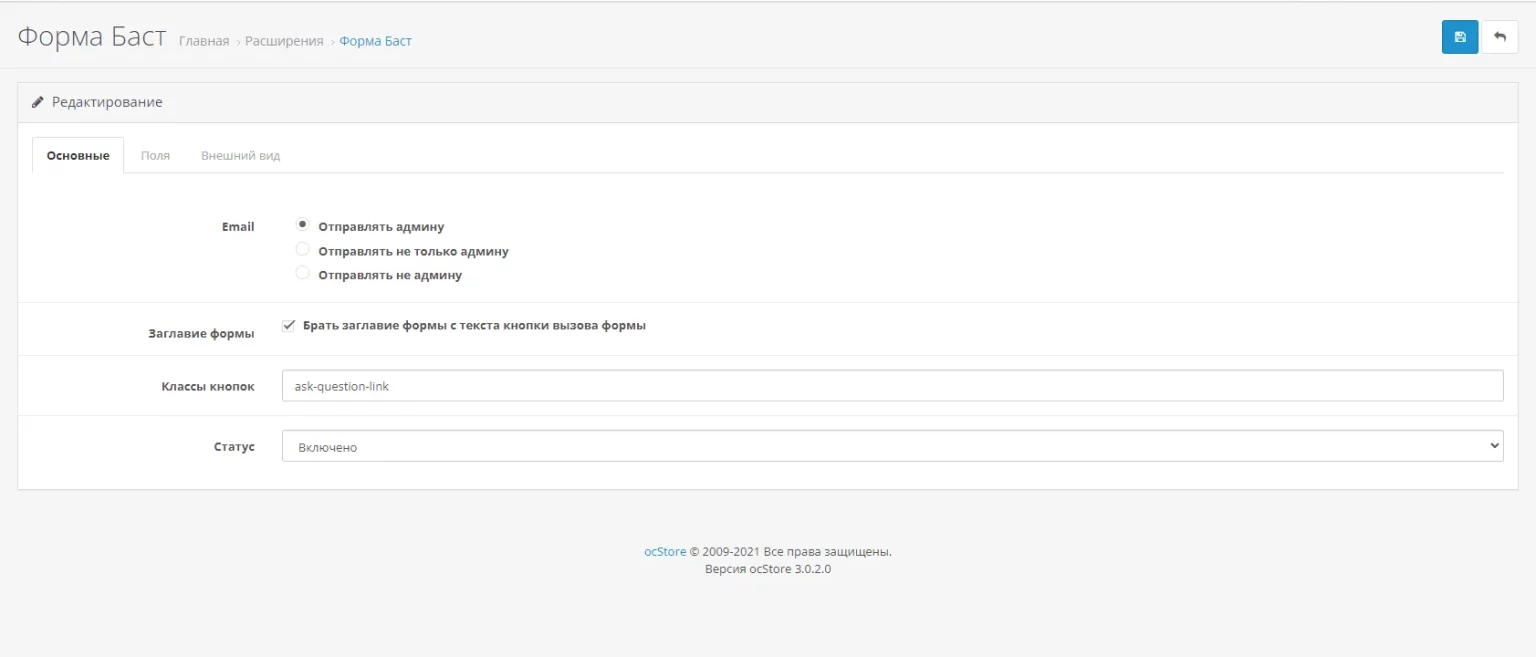 Форма Баст Главная › Расширения › Форма Баст
Редактирование
Основные Поля Внешний вид
Email
Отправлять админу
Отправлять не только админу
Отправлять не админу
Заглавие формы Брать заглавие формы с текста кнопки вызова формы
Классы кнопок ask-question-link
Статус Включено
ocStore © 2009-2021 Все права защищены.
Версия ocStore 3.0.2.0